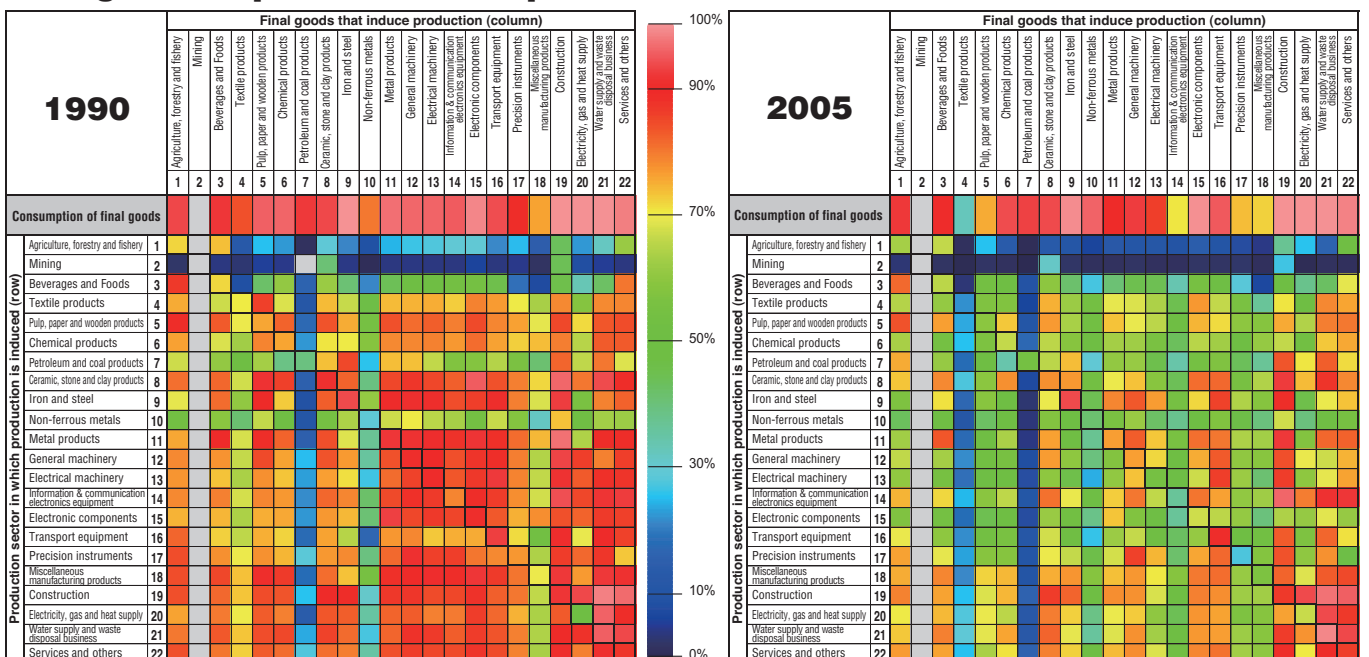 1990
Final goods that induce production (column)
Agriculture, forestry and fishery
Mining
Beverages and Foods
Textile products
Pulp, paper and wooden products
Chemical products
Petroleum and coal products
Ceramic, stone and clay products
Iron and steel
Non-ferrous metals
Metal products
General machinery
Electrical machinery
Information & communication
electronics equipment
Electronic components
Transport equipment
Precision instruments
Miscellaneous
manufacturing products
Construction
Electricity, gas and heat supply
Water supply and waste
disposal business
Services and others
1 2 3 4 5 6 7 8 9 10 11 12 13 14 15 16 17 18 19 20 21 22
Consumption of final goods
Production sector in which production is induced (row)
Agriculture, forestry and fishery 1
Mining 2
Beverages and Foods 3
Textile products 4
Pulp, paper and wooden products 5
Chemical products 6
Petroleum and coal products 7
Ceramic, stone and clay products 8
Iron and steel 9
Non-ferrous metals 10
Metal products 11
General machinery 12
Electrical machinery 13
Information & communication
electronics equipment 14
Electronic components 15
Transport equipment 16
Precision instruments 17
Miscellaneous
manufacturing products 18
Construction 19
Electricity, gas and heat supply 20
Water supply and waste
disposal business 21
Services and others 22
100%
90%
70%
50%
30%
10%
0%
2005
Final goods that induce production (column)
Agriculture, forestry and fishery
Mining
Beverages and Foods
Textile products
Pulp, paper and wooden products
Chemical products
Petroleum and coal products
Ceramic, stone and clay products
Iron and steel
Non-ferrous metals
Metal products
General machinery
Electrical machinery
Information & communication
electronics equipment
Electronic components
Transport equipment
Precision instruments
Miscellaneous
manufacturing products
Construction
Electricity, gas and heat supply
Water supply and waste
disposal business
Services and others
1 2 3 4 5 6 7 8 9 10 11 12 13 14 15 16 17 18 19 20 21 22
Consumption of final goods
Production sector in which production is induced (row)
Agriculture, forestry and fishery 1
Mining 2
Beverages and Foods 3
Textile products 4
Pulp, paper and wooden products 5
Chemical products 6
Petroleum and coal products 7
Ceramic, stone and clay products 8
Iron and steel 9
Non-ferrous metals 10
Metal products 11
General machinery 12
Electrical machinery 13
Information & communication
electronics equipment 14
Electronic components 15
Transport equipment 16
Precision instruments 17
Miscellaneous
manufacturing products 18
Construction 19
Electricity, gas and heat supply 20
Water supply and waste
disposal business 21
Services and others 22